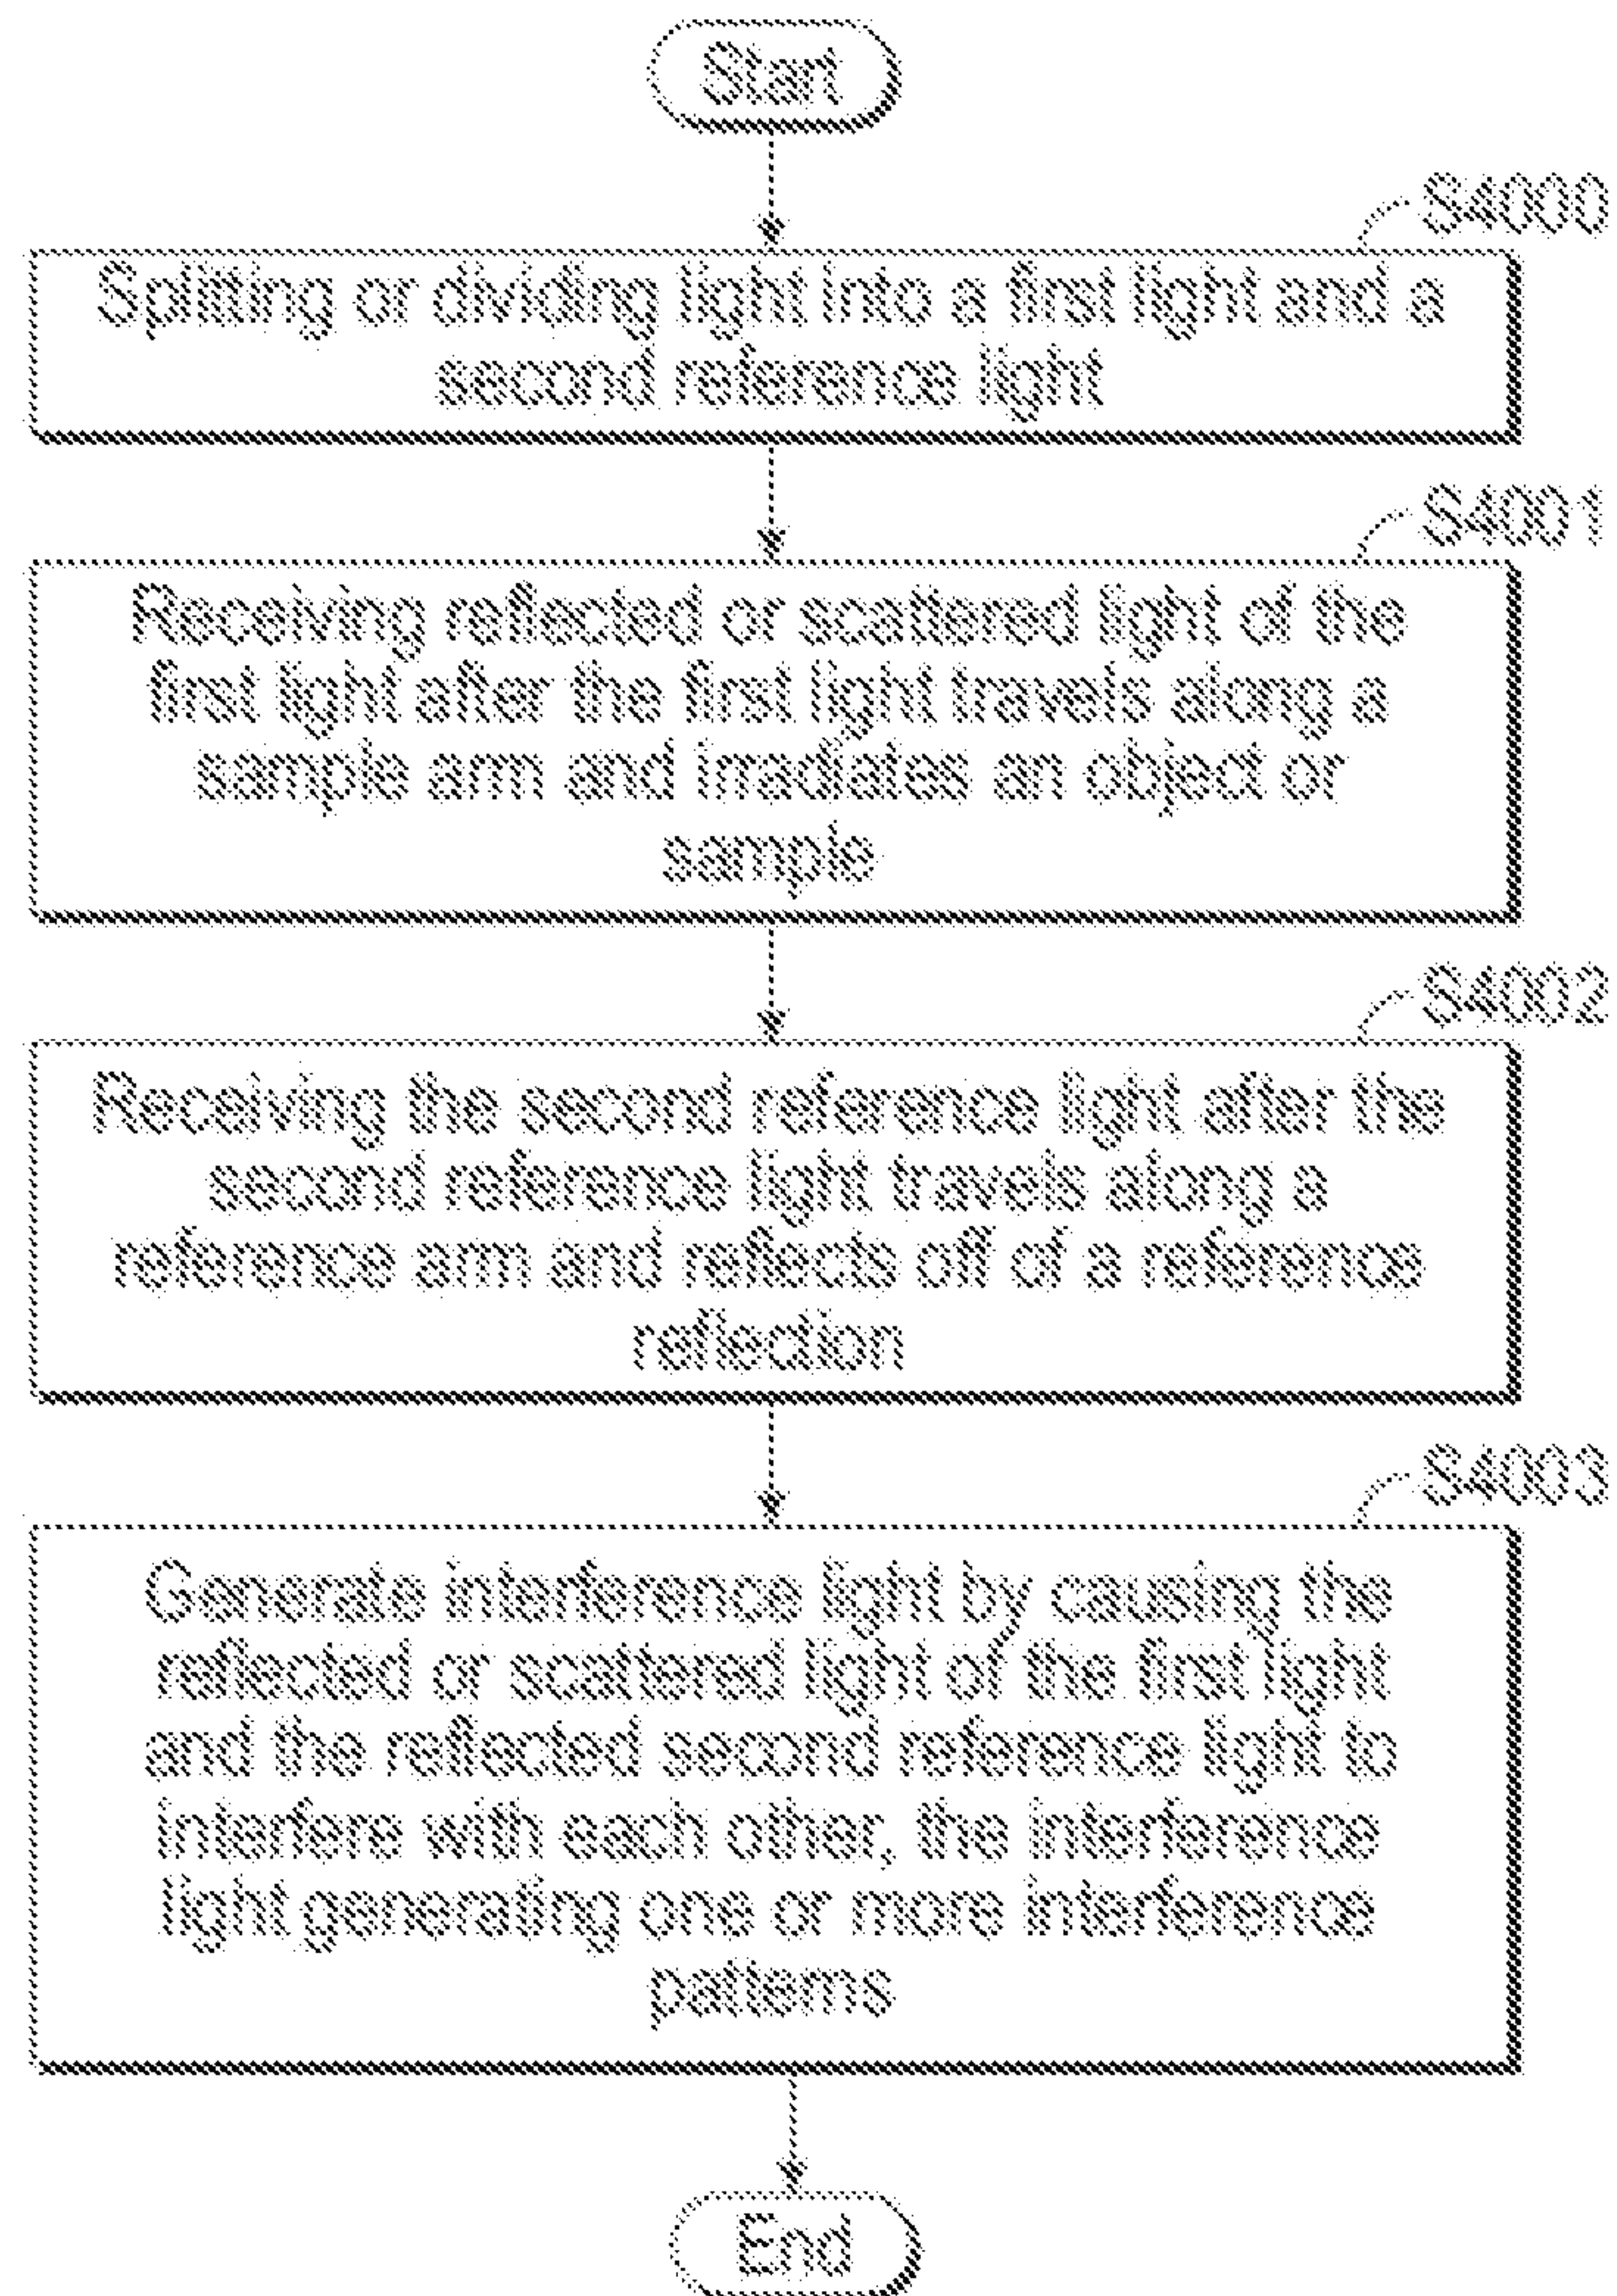 Start
S4000
Splitting or dividing light into a first light and a
second reference light
S4001
Receiving reflected or scattered light of the
first light after the first light travels along a
sample arm and irradiates an object or
sample
S4002
Receiving the second reference light after the
second reference light travels along a
reference arm and reflects off of a reference
reflection
S4003
Generate interference light by causing the
reflected or scattered light of the first light
and the reflected second reference light to
interfere with each other, the interference
light generating one or more interference
patterns
End